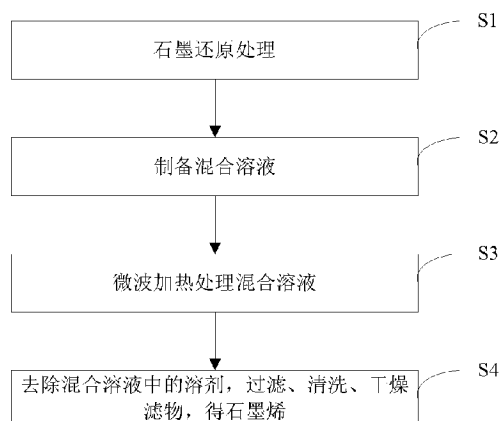 S1
石墨还原处理
S2
制备混合溶液
S3
微波加热处理混合溶液
S4
去除混合溶液中的溶剂，过滤、清洗、干燥
滤物，得石墨烯